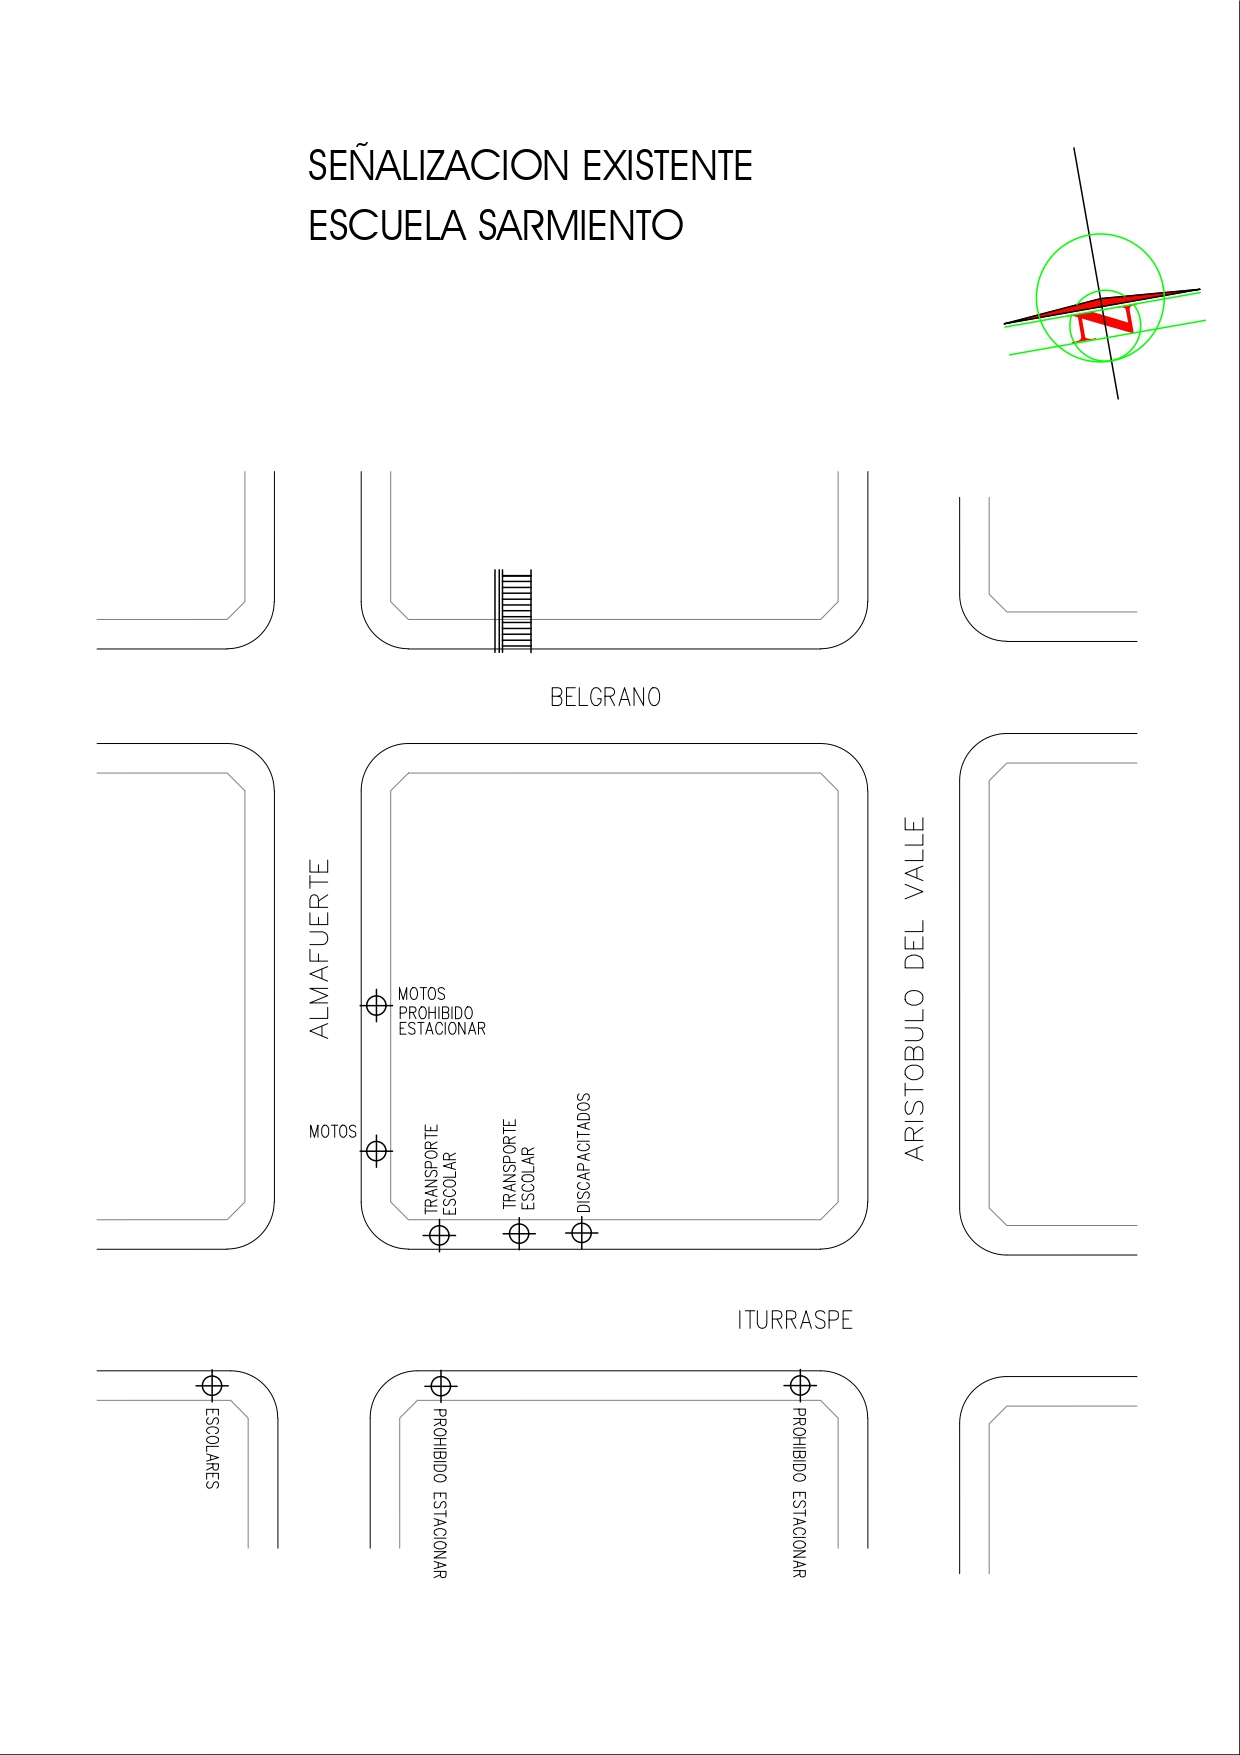 SEÑALIZACION EXISTENTE
ESCUELA SARMIENTO
N
BELGRANO
ALMAFUERTE
ARISTOBULO DEL VALLE
MOTOS
PROHIBIDO
ESTACIONAR
MOTOS
TRANSPORTE
ESCOLAR
TRANSPORTE
ESCOLAR
DISCAPACITADOS
ITURRASPE
ESCOLARES
PROHIBIDO ESTACIONAR
PROHIBIDO ESTACIONAR